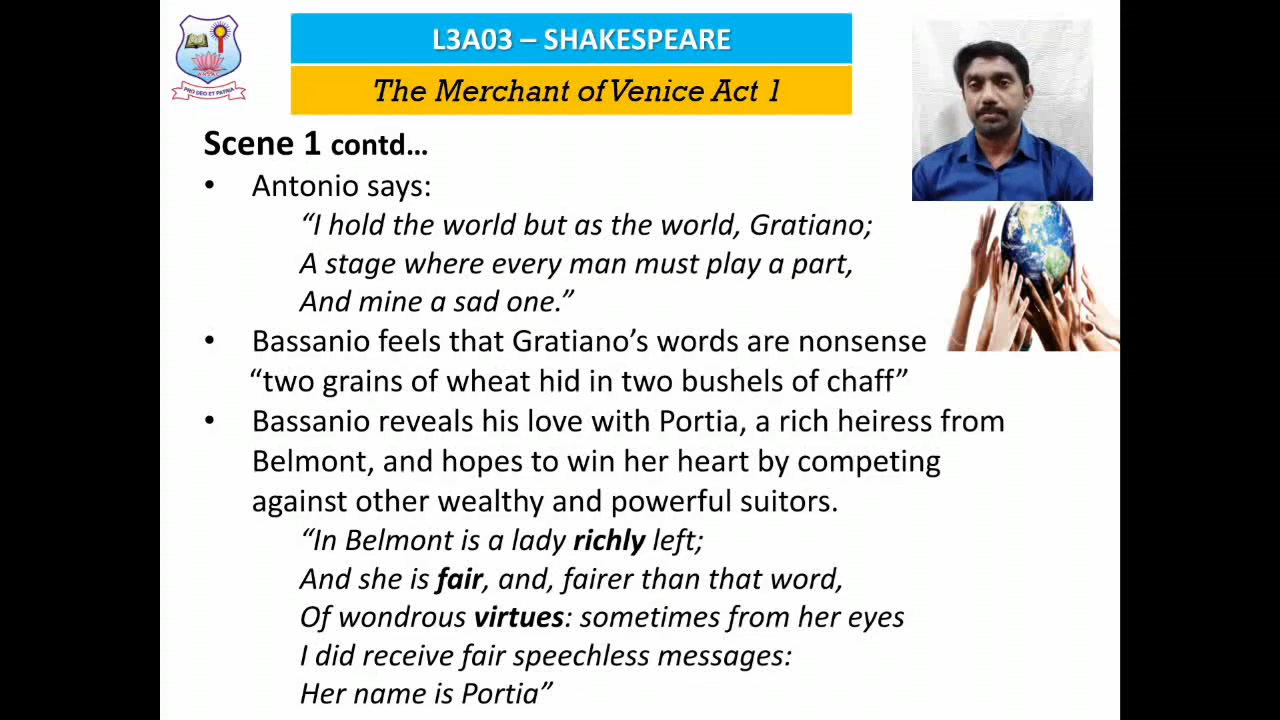 L3A03 – SHAKESPEARE
The Merchant of Venice Act 1
PRO DEO ET PATRIA
Scene 1 contd…
• Antonio says:
“I hold the world but as the world, Gratiano;
A stage where every man must play a part,
And mine a sad one.”
• Bassanio feels that Gratiano’s words are nonsense
“two grains of wheat hid in two bushels of chaff”
• Bassanio reveals his love with Portia, a rich heiress from
Belmont, and hopes to win her heart by competing
against other wealthy and powerful suitors.
“In Belmont is a lady richly left;
And she is fair, and, fairer than that word,
Of wondrous virtues: sometimes from her eyes
I did receive fair speechless messages:
Her name is Portia”